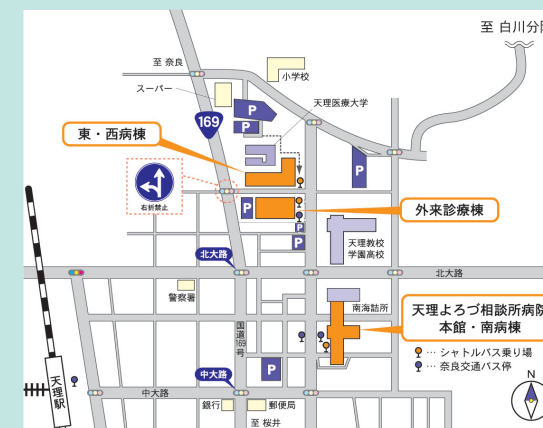 至 白川分
至 奈良
小学校
スーパー
P
天理医療大学
169
P
東・西病棟
P
右折禁止
P
外来診療棟
P
P
天理教校
学園高校
北大路
北大路
警察署
南海詰所
天理よろづ相談所病院
本館・南病棟
国道169号
… シャトルバス乗り場
… 奈良交通バス停
天理駅
P
中大路
中大路
N
銀行
郵便局
至 桜井